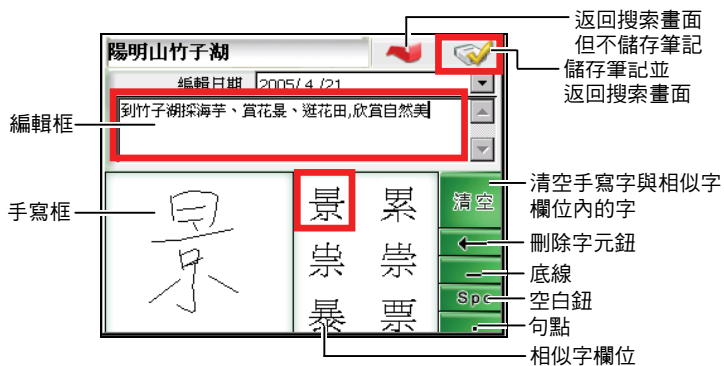 返回搜索畫面
但不儲存筆記
陽明山竹子湖
儲存筆記並
返回搜索畫面
編輯日期 2005/ 4 /21
到竹子湖採海芋、賞花景、逛花田,欣賞自然美
編輯框
手寫框
景
景 累
祟 崇
暴 票
清空
Spc
.
清空手寫字與相似字
欄位內的字
刪除字元鈕
底線
空白鈕
句點
相似字欄位